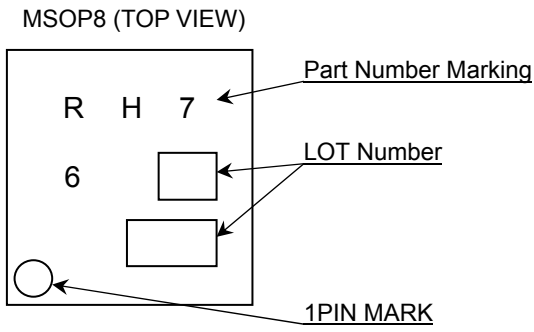 MSOP8 (TOP VIEW)
Part Number Marking
R H 7
LOT Number
6
1PIN MARK